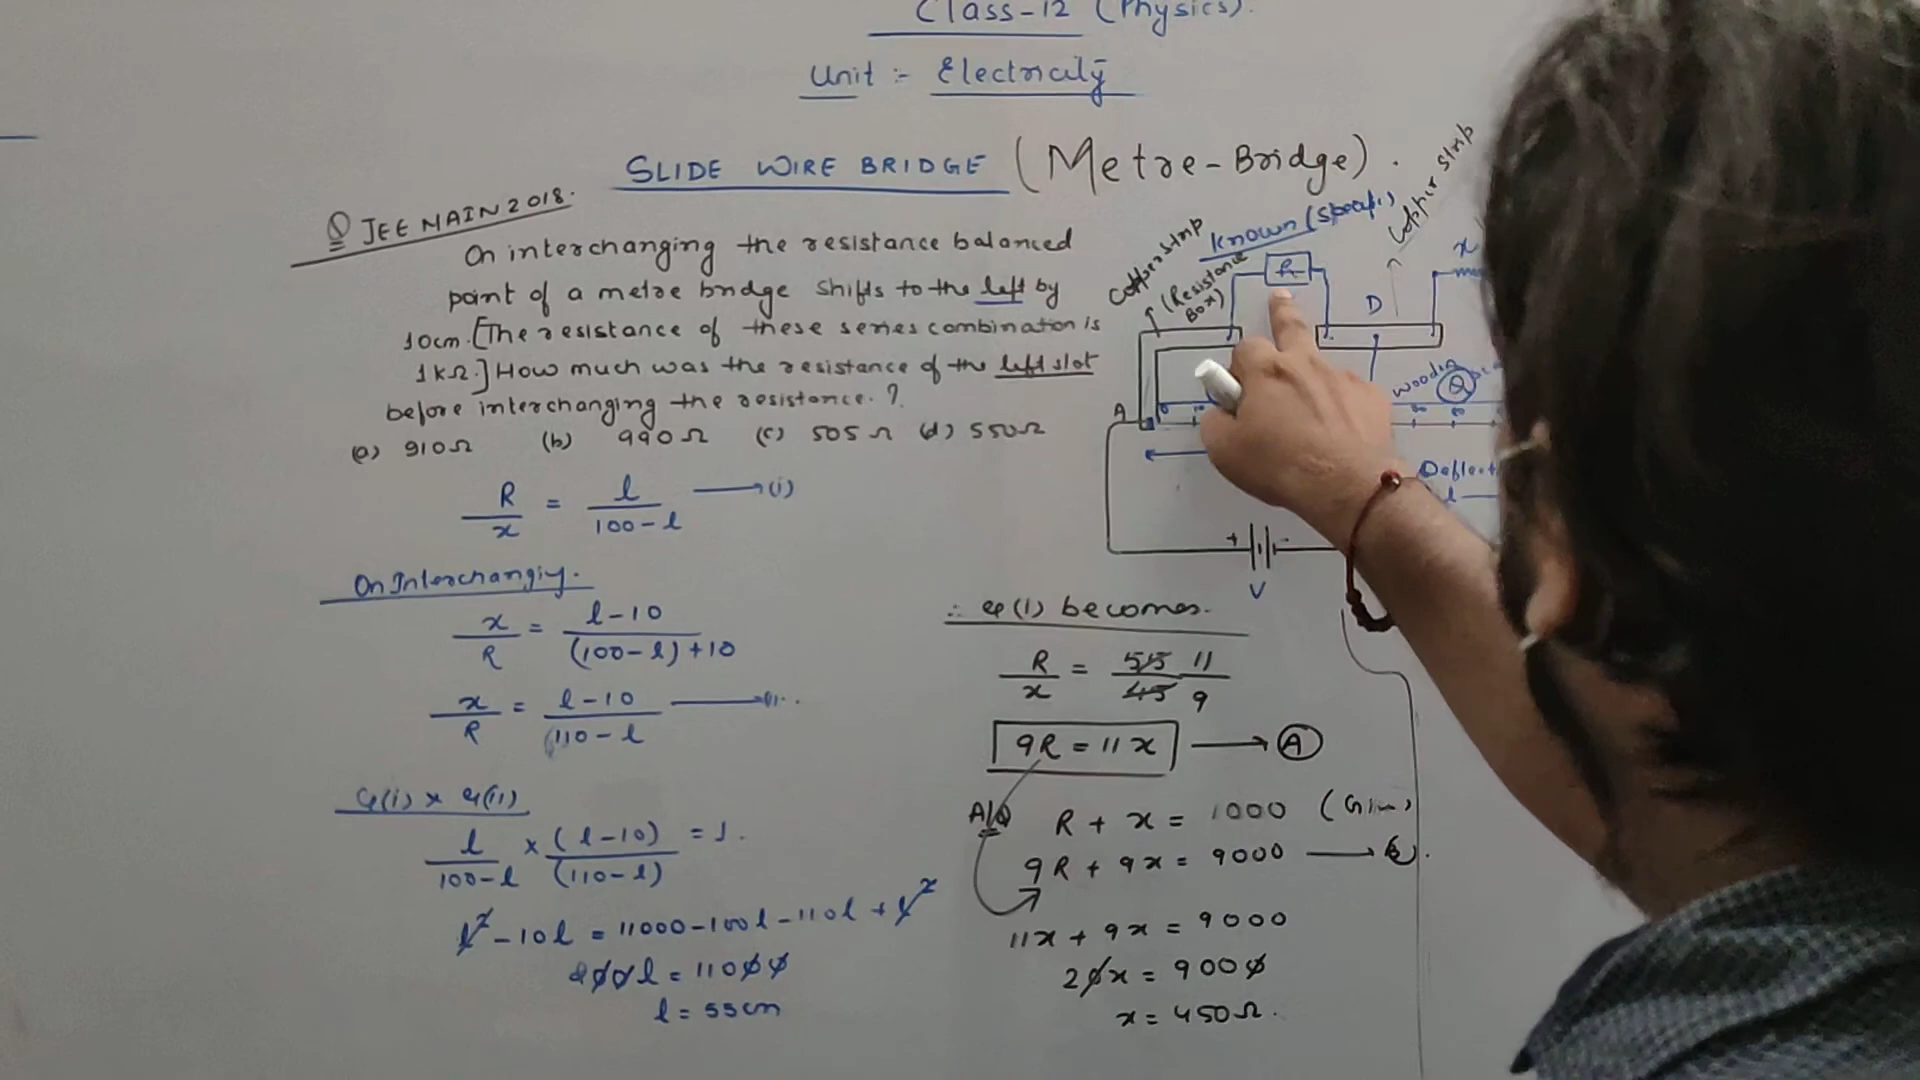 Class-12 (Physics).
Unit :- Electricity
SLIDE WIRE BRIDGE (Metre-Bridge).
Q JEE MAIN 2018.
On interchanging the resistance balanced
point of a metre bridge shifts to the left by
10cm. [The resistance of these series combination is
1kΩ.] How much was the resistance of the left slot
before interchanging the resistance. ?
(a) 910Ω (b) 990Ω (c) 505Ω (d) 550Ω
R/x = l/100-l → (i)
On Interchanging.
x/R = l-10/(100-l)+10
x/R = l-10/110-l
eq(i) x eq(ii)
l/100-l x (l-10)/(110-l) = 1.
l² - 10l = 11000 - 100l - 110l + l²
200l = 11000
l = 55cm
Copper strip
Known
(Resistance Box)
R
Copper strip
x
D
A
Q
+ -
V
∴ eq(1) becomes.
R/x = 55/45 11/9
9R = 11x → (A)
A/Q R + x = 1000
9R + 9x = 9000
11x + 9x = 9000
20x = 9000
x = 450Ω.